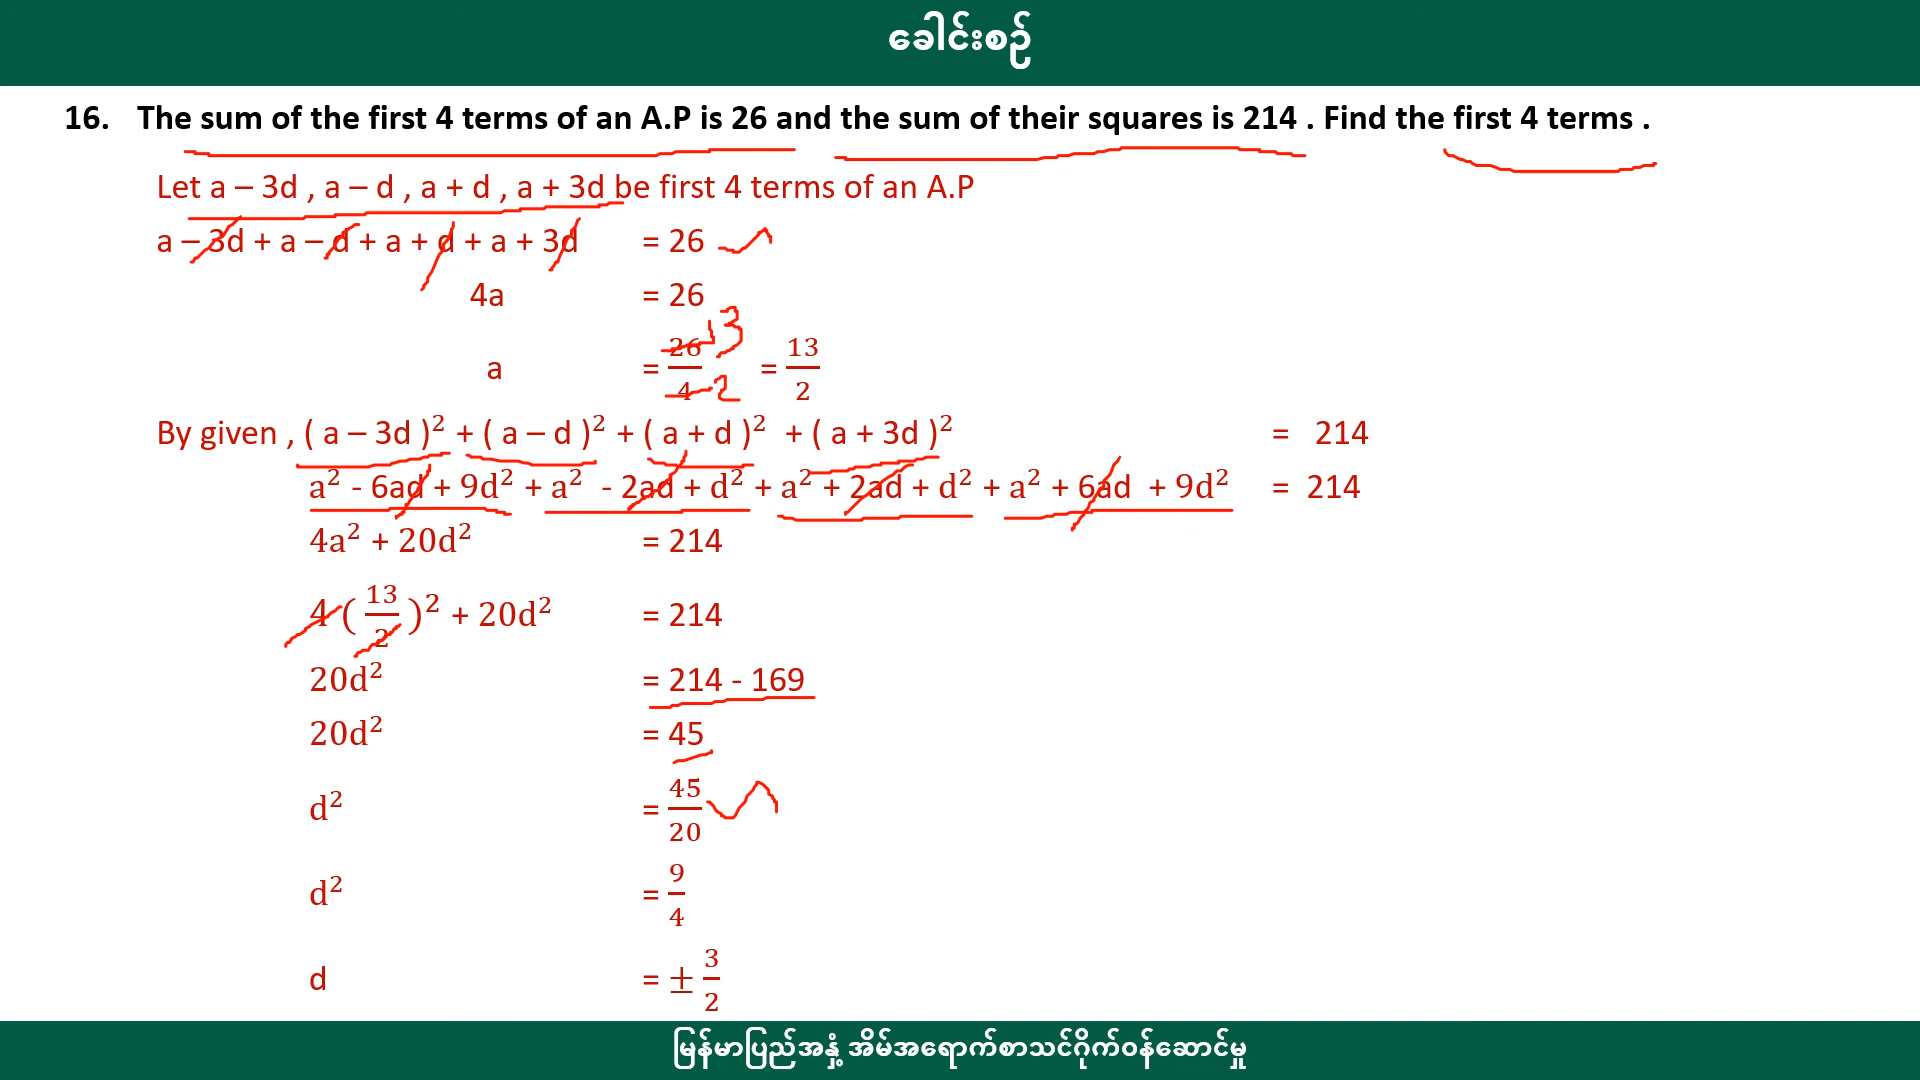 ခေါင်းစဉ်
16. The sum of the first 4 terms of an A.P is 26 and the sum of their squares is 214 . Find the first 4 terms .
Let a – 3d , a – d , a + d , a + 3d be first 4 terms of an A.P
a – 3d + a – d + a + d + a + 3d = 26
4a = 26
a = 26/4 = 13/2
13
2
By given , ( a – 3d )² + ( a – d )² + ( a + d )² + ( a + 3d )² = 214
a² - 6ad + 9d² + a² - 2ad + d² + a² + 2ad + d² + a² + 6ad + 9d² = 214
4a² + 20d² = 214
4 ( 13/2 )² + 20d² = 214
20d² = 214 - 169
20d² = 45
d² = 45/20
d² = 9/4
d = ± 3/2
မြန်မာပြည်အနှံ့ အိမ်အရောက်စာသင်ဂိုက်ဝန်ဆောင်မှု